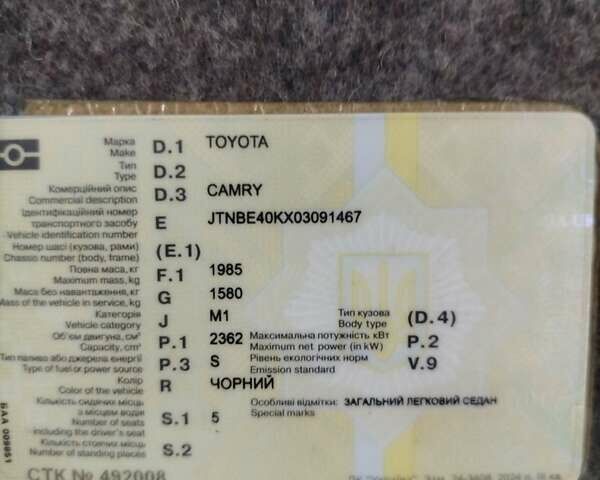 Марка
Make D.1 TOYOTA
Тип
Type D.2
Комерційний опис
Commercial description D.3 CAMRY
Ідентифікаційний номер
транспортного засобу E JTNBE40KX03091467
Vehicle identification number
Номер шасі (кузова, рами) (E.1)
Chassis number (body, frame)
Повна маса, кг F.1 1985
Maximum mass, kg
Маса без навантаження, кг G 1580
Mass of the vehicle in service, kg
Категорія J M1 Тип кузова (D.4)
Vehicle category Body type
Об'єм двигуна, см³ P.1 2362 Максимальна потужність кВт P.2
Capacity, cm³ Maximum net power (in kW)
Тип палива або джерела енергії P.3 S Рівень екологічних норм V.9
Type of fuel or power source Emission standard
Колір R ЧОРНИЙ
Color of the vehicle
Кількість сидячих місць Особливі відмітки: ЗАГАЛЬНИЙ ЛЕГКОВИЙ СЕДАН
з місцем водія S.1 5 Special marks
Number of seats
including the driver's seat
Кількість стоячих місць S.2
Number of standing places
СТК № 492008
БАА 009851